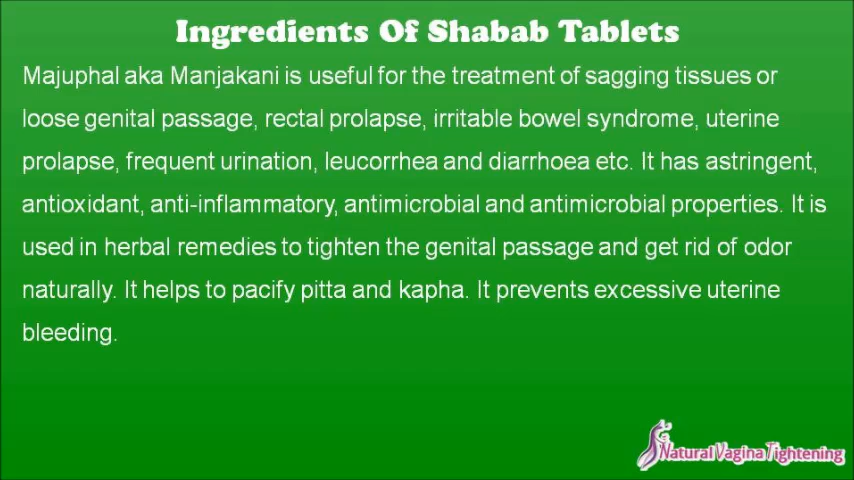 Ingredients Of Shabab Tablets
Majuphal aka Manjakani is useful for the treatment of sagging tissues or
loose genital passage, rectal prolapse, irritable bowel syndrome, uterine
prolapse, frequent urination, leucorrhea and diarrhoea etc. It has astringent,
antioxidant, anti-inflammatory, antimicrobial and antimicrobial properties. It is
used in herbal remedies to tighten the genital passage and get rid of odor
naturally. It helps to pacify pitta and kapha. It prevents excessive uterine
bleeding.
Natural Vagina Tightening